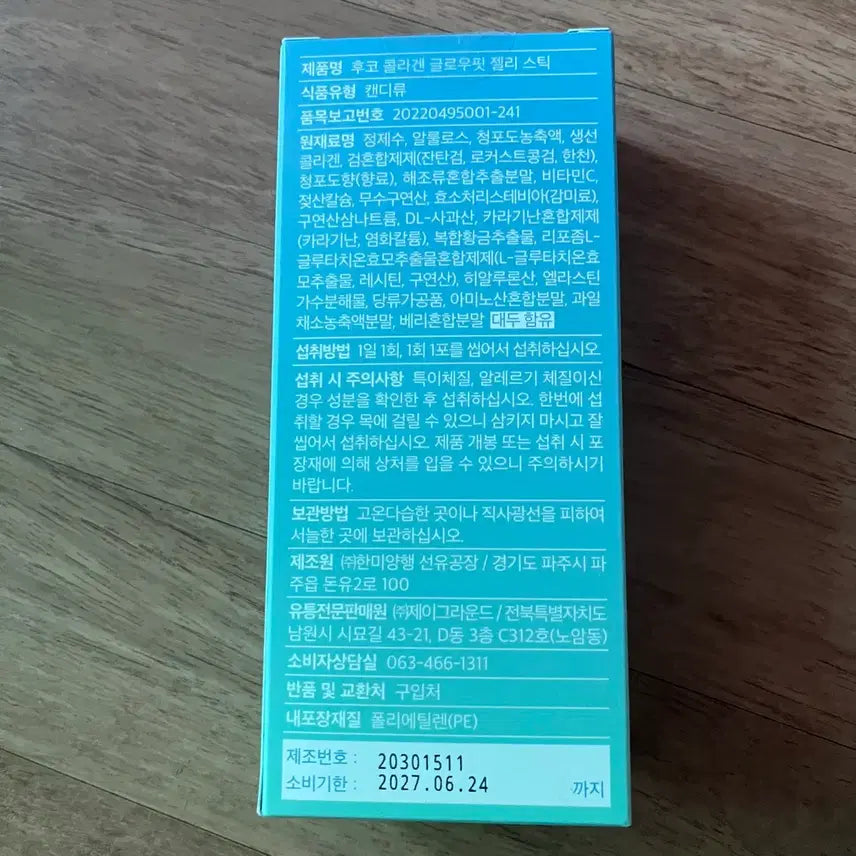 제품명 후코 콜라겐 글로우핏 젤리 스틱
식품유형 캔디류
품목보고번호 20220495001-241
원재료명 정제수, 알룰로스, 청포도농축액, 생선
콜라겐, 검혼합제제(잔탄검, 로커스트콩검, 한천),
청포도향(향료), 해조류혼합추출분말, 비타민C,
젖산칼슘, 무수구연산, 효소처리스테비아(감미료),
구연산삼나트륨, DL-사과산, 카라기난혼합제제
(카라기난, 염화칼륨), 복합황금추출물, 리포좀L-
글루타치온효모추출물혼합제제(L-글루타치온효
모추출물, 레시틴, 구연산), 히알루론산, 엘라스틴
가수분해물, 당류가공품, 아미노산혼합분말, 과일
채소농축액분말, 베리혼합분말 대두 함유
섭취방법 1일 1회, 1회 1포를 씹어서 섭취하십시오.
섭취 시 주의사항 특이체질, 알레르기 체질이신
경우 성분을 확인한 후 섭취하십시오. 한번에 섭
취할 경우 목에 걸릴 수 있으니 삼키지 마시고 잘
씹어서 섭취하십시오. 제품 개봉 또는 섭취 시 포
장재에 의해 상처를 입을 수 있으니 주의하시기
바랍니다.
보관방법 고온다습한 곳이나 직사광선을 피하여
서늘한 곳에 보관하십시오.
제조원 ㈜한미양행 선유공장 / 경기도 파주시 파
주읍 돈유2로 100
유통전문판매원 ㈜제이그라운드 / 전북특별자치도
남원시 시묘길 43-21, D동 3층 C312호(노암동)
소비자상담실 063-466-1311
반품 및 교환처 구입처
내포장재질 폴리에틸렌(PE)
제조번호 : 20301511
소비기한 : 2027.06.24 까지